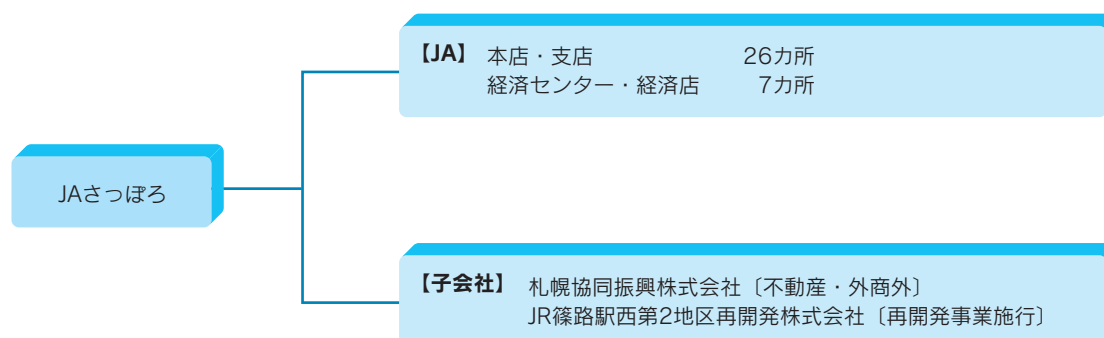 JAさっぽろ
【JA】 本店・支店 26カ所
経済センター・経済店 7カ所
【子会社】 札幌協同振興株式会社〔不動産・外商外〕
JR篠路駅西第2地区再開発株式会社〔再開発事業施行〕